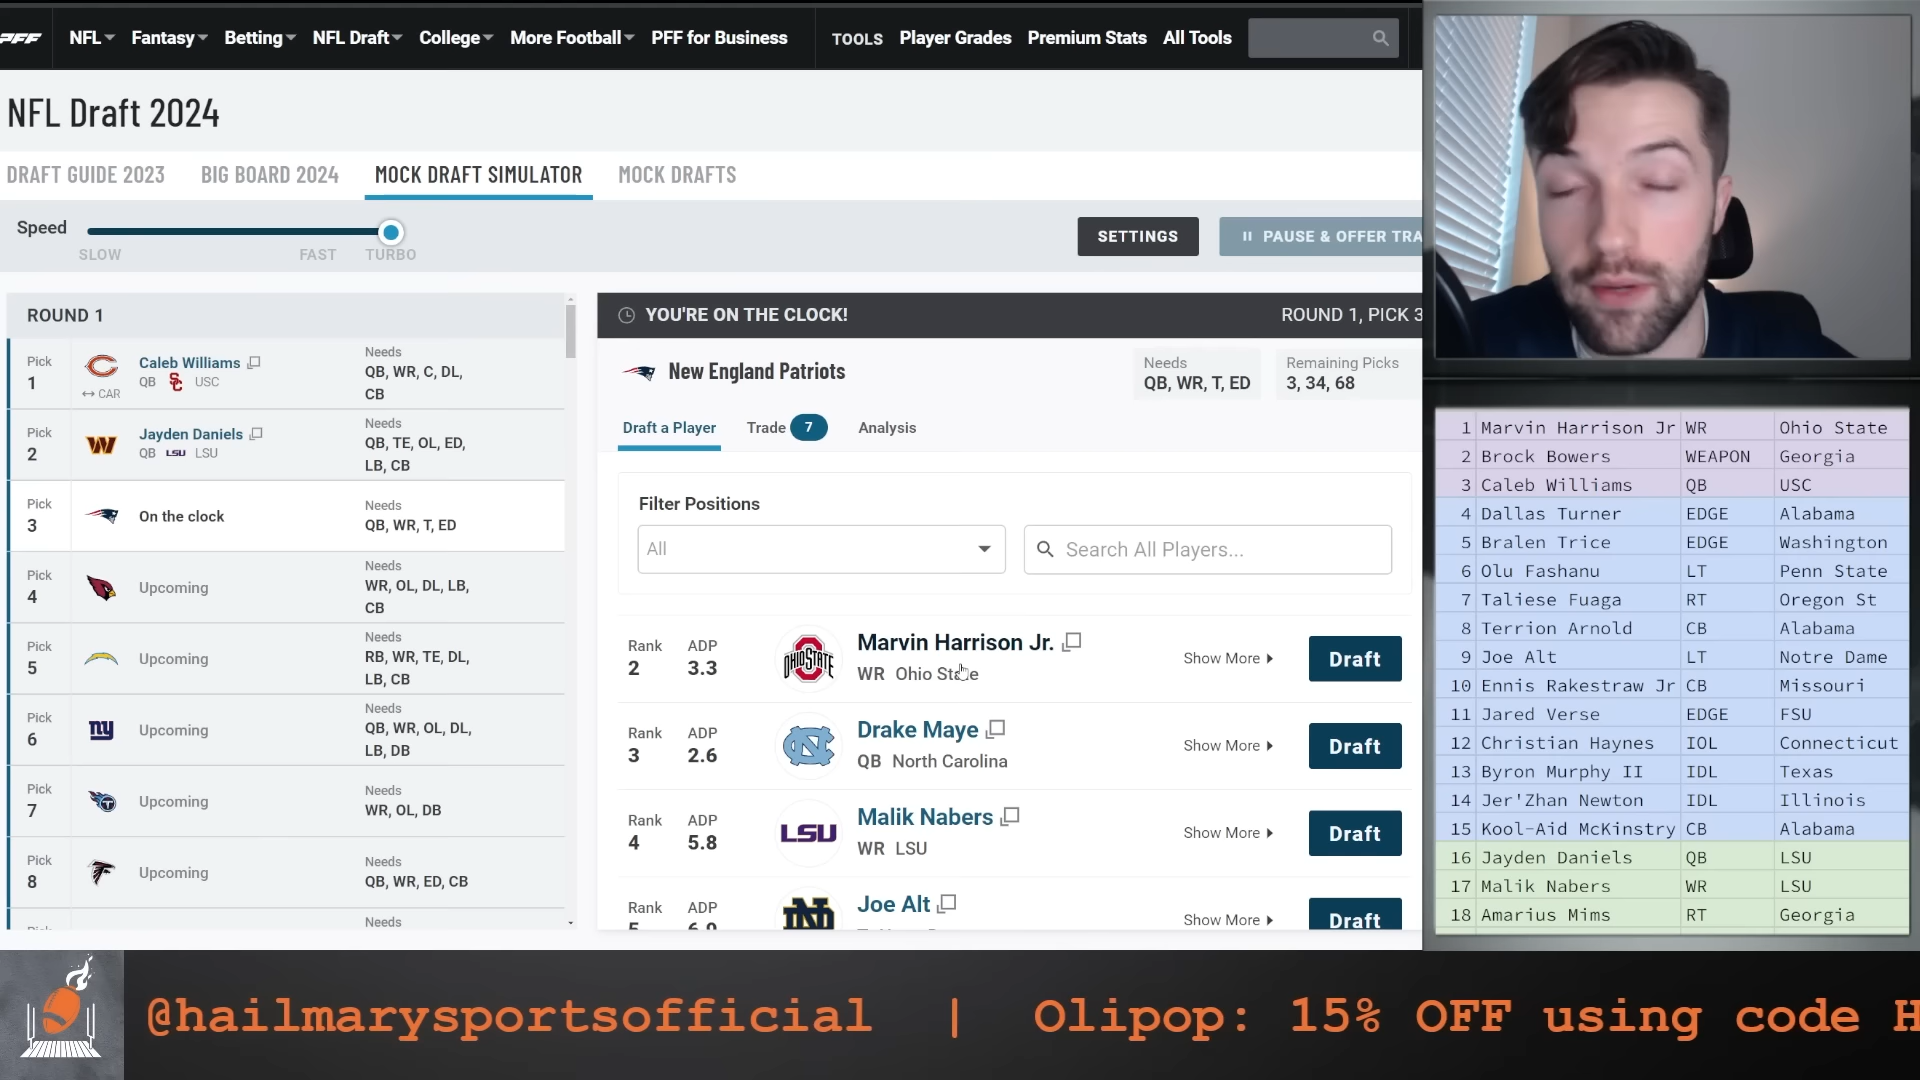 PFF NFL Fantasy Betting NFL Draft College More Football PFF for Business TOOLS Player Grades Premium Stats All Tools
NFL Draft 2024
DRAFT GUIDE 2023 BIG BOARD 2024 MOCK DRAFT SIMULATOR MOCK DRAFTS
Speed
SLOW FAST TURBO
SETTINGS PAUSE & OFFER TRA
ROUND 1
Pick 1 CAR Caleb Williams QB SC USC Needs QB, WR, C, DL, CB
Pick 2 W Jayden Daniels QB LSU LSU Needs QB, TE, OL, ED, LB, CB
Pick 3 On the clock Needs QB, WR, T, ED
Pick 4 Upcoming Needs WR, OL, DL, LB, CB
Pick 5 Upcoming Needs RB, WR, TE, DL, LB, CB
Pick 6 ny Upcoming Needs QB, WR, OL, DL, LB, DB
Pick 7 Upcoming Needs WR, OL, DB
Pick 8 Upcoming Needs QB, WR, ED, CB
Needs
YOU'RE ON THE CLOCK! ROUND 1, PICK 3
New England Patriots Needs QB, WR, T, ED Remaining Picks 3, 34, 68
Draft a Player Trade 7 Analysis
Filter Positions
All Search All Players...
Rank 2 ADP 3.3 OHIO STATE Marvin Harrison Jr. WR Ohio State Show More Draft
Rank 3 ADP 2.6 NC Drake Maye QB North Carolina Show More Draft
Rank 4 ADP 5.8 LSU Malik Nabers WR LSU Show More Draft
Rank ADP ND Joe Alt Show More Draft
1 Marvin Harrison Jr WR Ohio State
2 Brock Bowers WEAPON Georgia
3 Caleb Williams QB USC
4 Dallas Turner EDGE Alabama
5 Bralen Trice EDGE Washington
6 Olu Fashanu LT Penn State
7 Taliese Fuaga RT Oregon St
8 Terrion Arnold CB Alabama
9 Joe Alt LT Notre Dame
10 Ennis Rakestraw Jr CB Missouri
11 Jared Verse EDGE FSU
12 Christian Haynes IOL Connecticut
13 Byron Murphy II IDL Texas
14 Jer'Zhan Newton IDL Illinois
15 Kool-Aid McKinstry CB Alabama
16 Jayden Daniels QB LSU
17 Malik Nabers WR LSU
18 Amarius Mims RT Georgia
@hailmarysportsofficial | Olipop: 15% OFF using code H